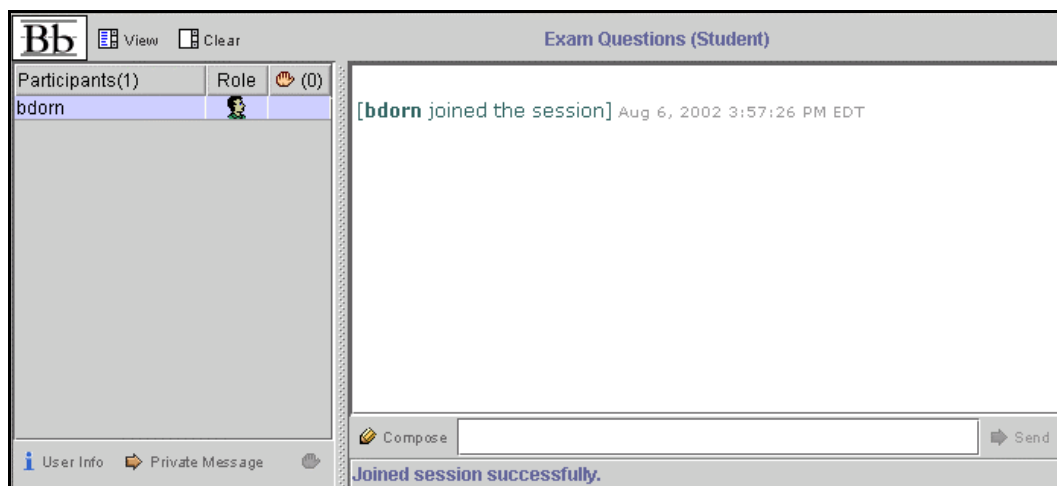 Bb View Clear Exam Questions (Student)
Participants(1) Role (0)
bdorn
[bdorn joined the session] Aug 6, 2002 3:57:26 PM EDT
Compose Send
User Info Private Message
Joined session successfully.